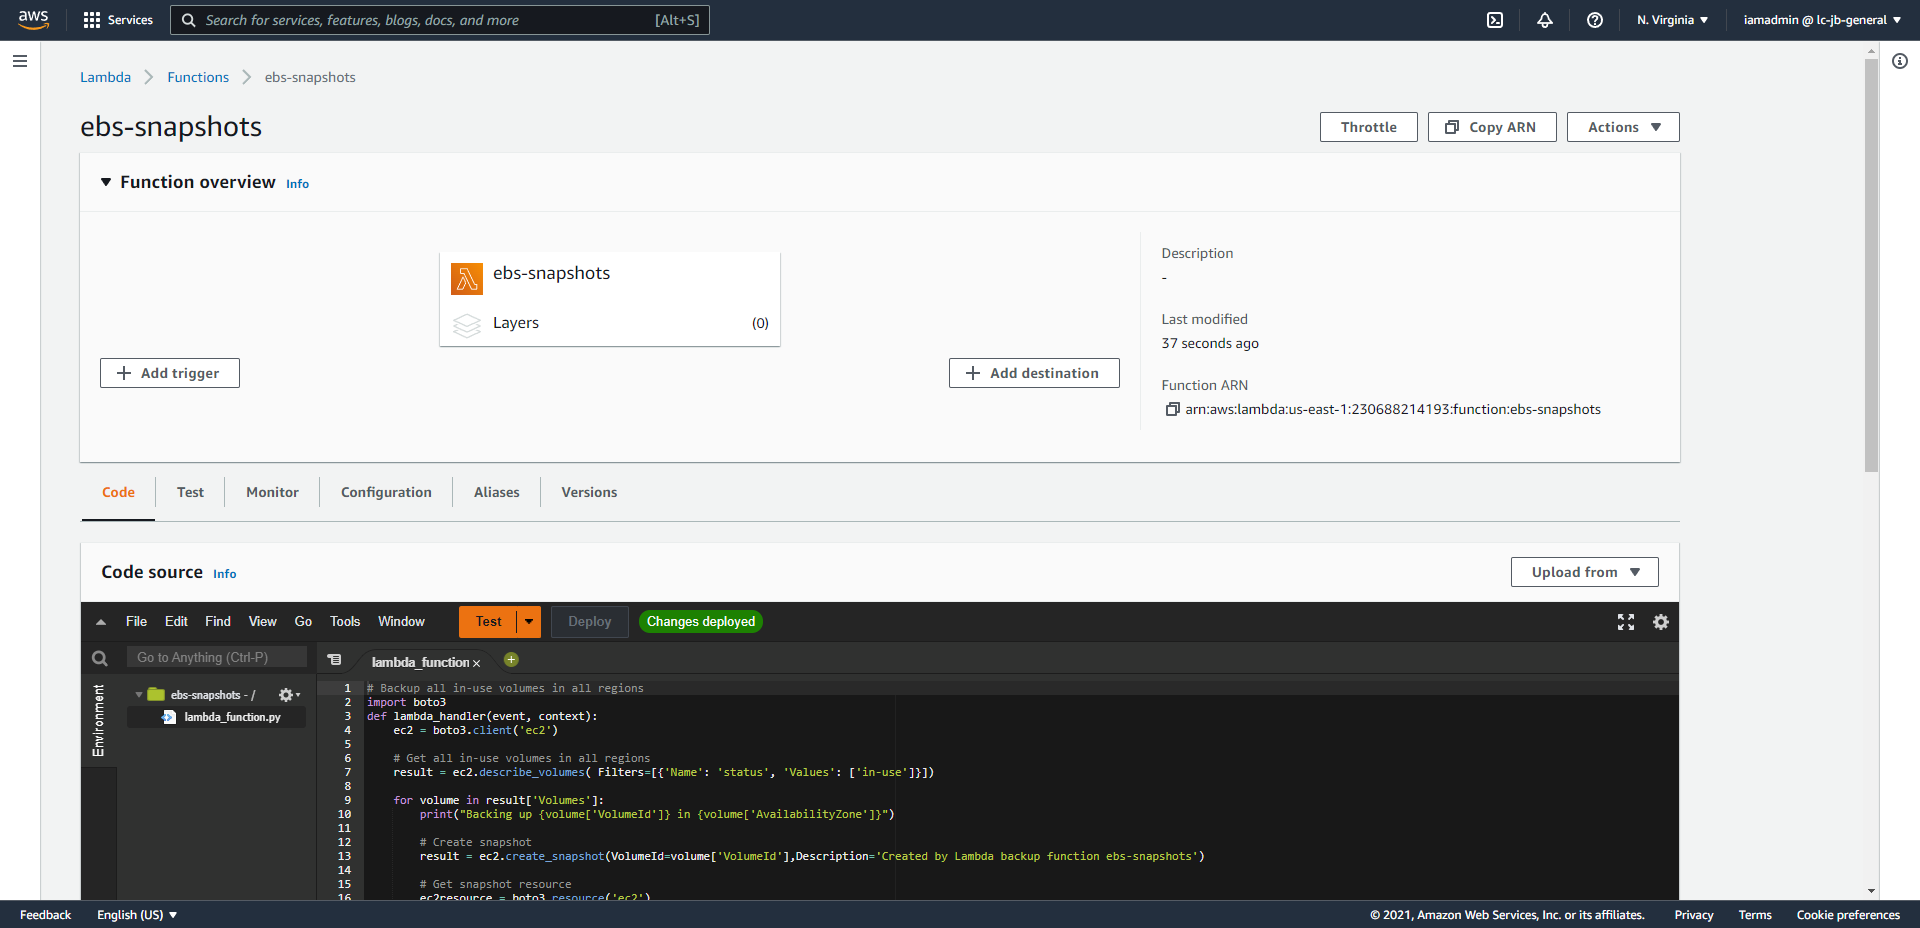 aws Services Search for services, features, blogs, docs, and more [Alt+S] N. Virginia ▼ iamadmin @ lc-jb-general ▼
Lambda > Functions > ebs-snapshots
ebs-snapshots
Throttle Copy ARN Actions ▼
▼ Function overview Info
ebs-snapshots
Layers (0)
+ Add trigger
+ Add destination
Description
-
Last modified
37 seconds ago
Function ARN
arn:aws:lambda:us-east-1:230688214193:function:ebs-snapshots
Code Test Monitor Configuration Aliases Versions
Code source Info
Upload from ▼
File Edit Find View Go Tools Window Test Deploy Changes deployed
Go to Anything (Ctrl-P)
lambda_function ×
Environment
ebs-snapshots - /
lambda_function.py
1 # Backup all in-use volumes in all regions
2 import boto3
3 def lambda_handler(event, context):
4 ec2 = boto3.client('ec2')
5
6 # Get all in-use volumes in all regions
7 result = ec2.describe_volumes( Filters=[{'Name': 'status', 'Values': ['in-use']}])
8
9 for volume in result['Volumes']:
10 print("Backing up {volume['VolumeId']} in {volume['AvailabilityZone']}")
11
12 # Create snapshot
13 result = ec2.create_snapshot(VolumeId=volume['VolumeId'],Description='Created by Lambda backup function ebs-snapshots')
14
15 # Get snapshot resource
16 ec2resource = boto3.resource('ec2')
Feedback English (US) ▼ © 2021, Amazon Web Services, Inc. or its affiliates. Privacy Terms Cookie preferences